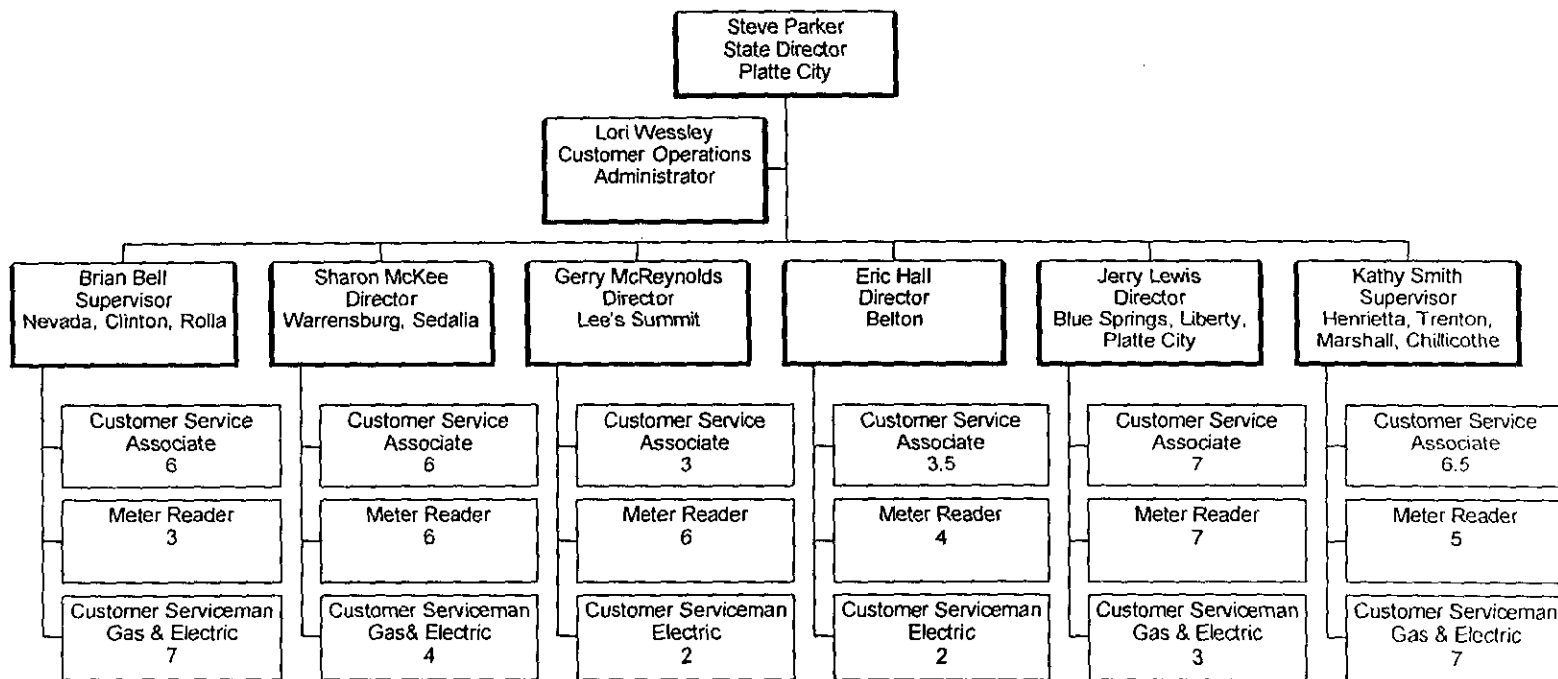 Steve Parker
State Director
Platte City
Lori Wessley
Customer Operations
Administrator
Brian Bell
Supervisor
Nevada, Clinton, Rolla
Sharon McKee
Director
Warrensburg, Sedalia
Gerry McReynolds
Director
Lee's Summit
Eric Hall
Director
Belton
Jerry Lewis
Director
Blue Springs, Liberty,
Platte City
Kathy Smith
Supervisor
Henrietta, Trenton,
Marshall, Chillicothe
Customer Service
Associate
6
Customer Service
Associate
6
Customer Service
Associate
3
Customer Service
Associate
3.5
Customer Service
Associate
7
Customer Service
Associate
6.5
Meter Reader
3
Meter Reader
6
Meter Reader
6
Meter Reader
4
Meter Reader
7
Meter Reader
5
Customer Serviceman
Gas & Electric
7
Customer Serviceman
Gas& Electric
4
Customer Serviceman
Electric
2
Customer Serviceman
Electric
2
Customer Serviceman
Gas & Electric
3
Customer Serviceman
Gas & Electric
7